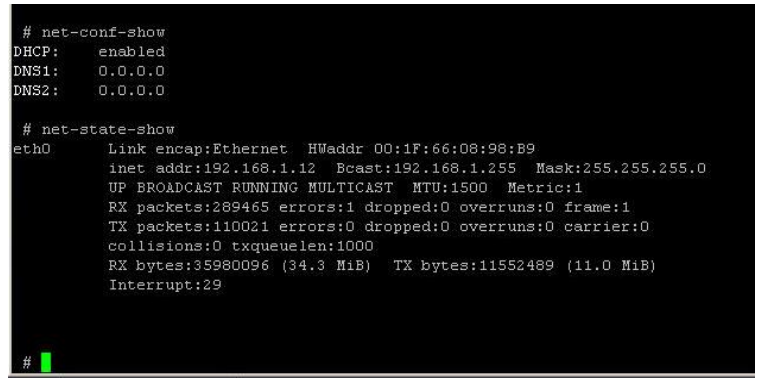 # net-conf-show
DHCP: enabled
DNS1: 0.0.0.0
DNS2: 0.0.0.0
# net-state-show
eth0 Link encap:Ethernet HWaddr 00:1F:66:08:98:B9
inet addr:192.168.1.12 Bcast:192.168.1.255 Mask:255.255.255.0
UP BROADCAST RUNNING MULTICAST MTU:1500 Metric:1
RX packets:289465 errors:1 dropped:0 overruns:0 frame:1
TX packets:110021 errors:0 dropped:0 overruns:0 carrier:0
collisions:0 txqueuelen:1000
RX bytes:35980096 (34.3 MiB) TX bytes:11552489 (11.0 MiB)
Interrupt:29
#